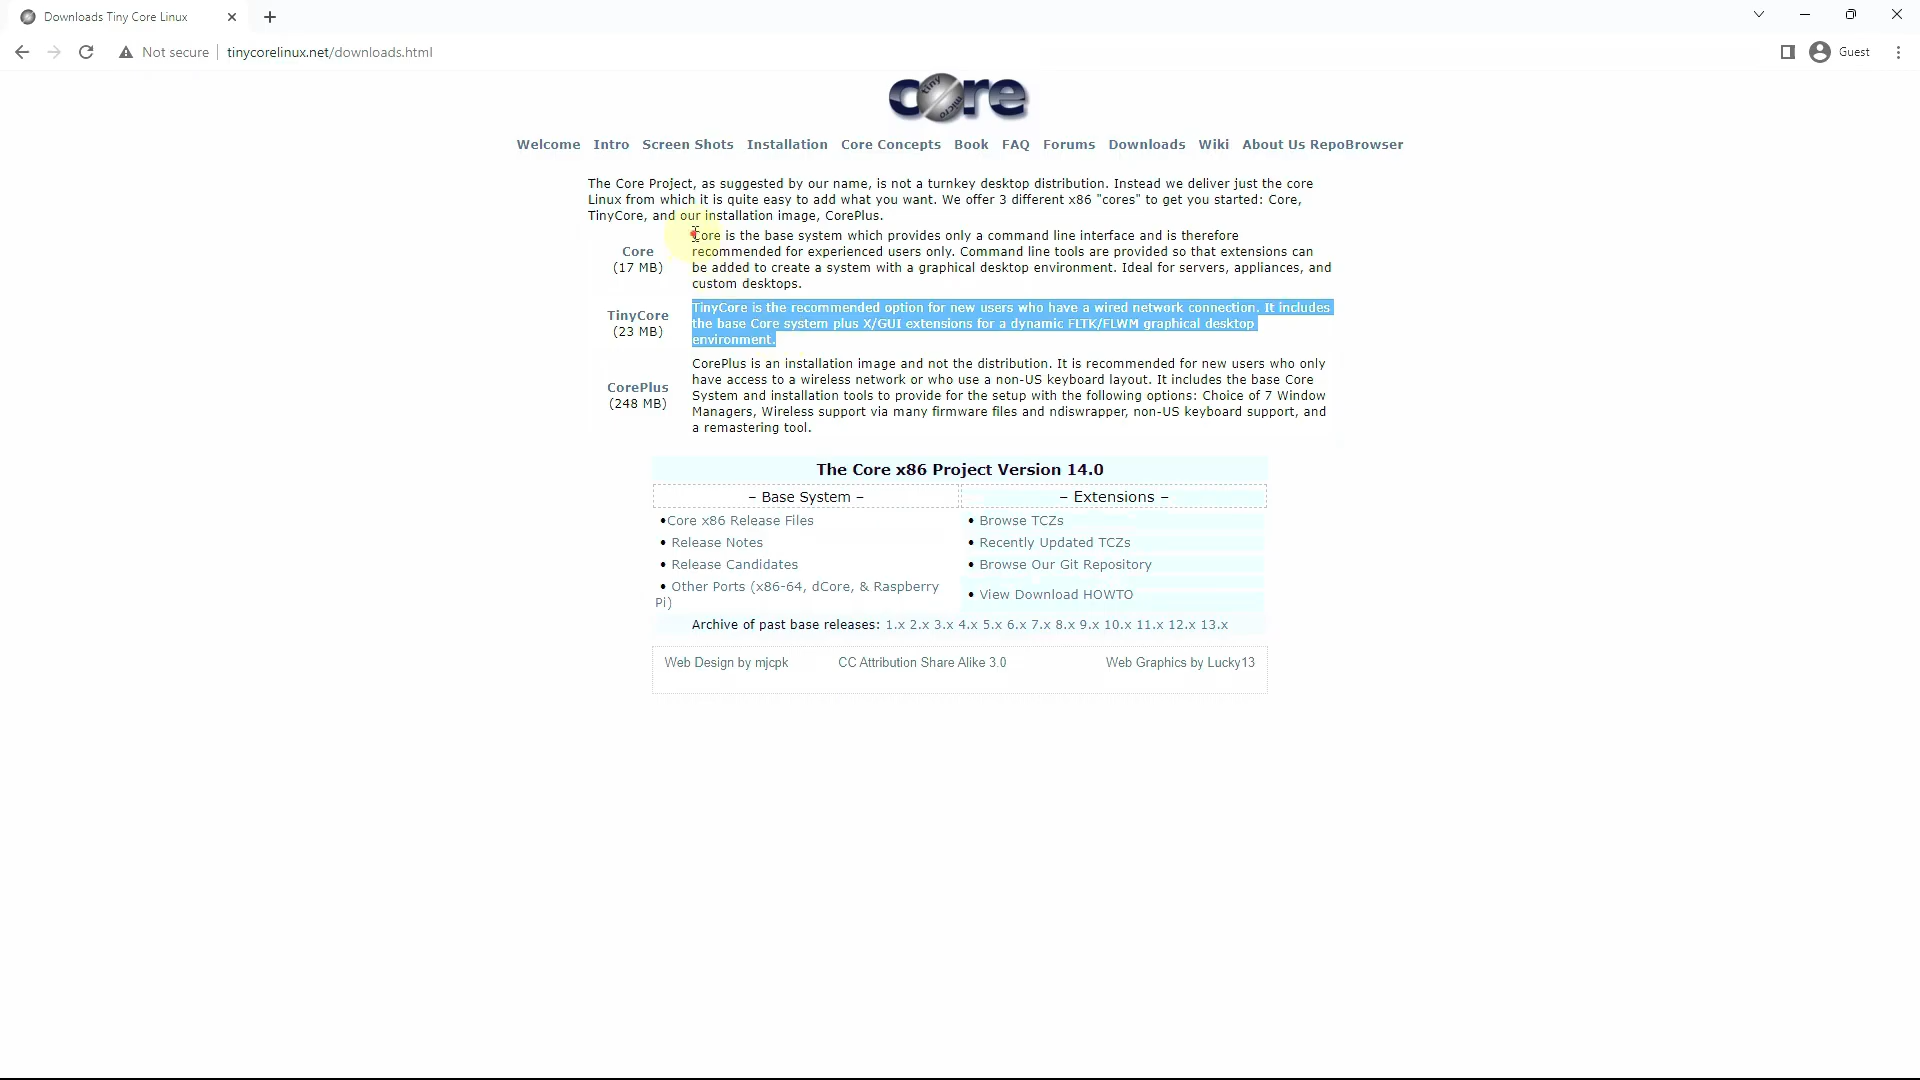 Downloads Tiny Core Linux
Not secure
tinycorelinux.net/downloads.html
Guest
core
tiny
micro
Welcome Intro Screen Shots Installation Core Concepts Book FAQ Forums Downloads Wiki About Us RepoBrowser
The Core Project, as suggested by our name, is not a turnkey desktop distribution. Instead we deliver just the core
Linux from which it is quite easy to add what you want. We offer 3 different x86 "cores" to get you started: Core,
TinyCore, and our installation image, CorePlus.
Core
(17 MB)
Core is the base system which provides only a command line interface and is therefore
recommended for experienced users only. Command line tools are provided so that extensions can
be added to create a system with a graphical desktop environment. Ideal for servers, appliances, and
custom desktops.
TinyCore
(23 MB)
TinyCore is the recommended option for new users who have a wired network connection. It includes
the base Core system plus X/GUI extensions for a dynamic FLTK/FLWM graphical desktop
environment.
CorePlus
(248 MB)
CorePlus is an installation image and not the distribution. It is recommended for new users who only
have access to a wireless network or who use a non-US keyboard layout. It includes the base Core
System and installation tools to provide for the setup with the following options: Choice of 7 Window
Managers, Wireless support via many firmware files and ndiswrapper, non-US keyboard support, and
a remastering tool.
The Core x86 Project Version 14.0
– Base System –
•Core x86 Release Files
• Release Notes
• Release Candidates
• Other Ports (x86-64, dCore, & Raspberry
Pi)
– Extensions –
• Browse TCZs
• Recently Updated TCZs
• Browse Our Git Repository
• View Download HOWTO
Archive of past base releases: 1.x 2.x 3.x 4.x 5.x 6.x 7.x 8.x 9.x 10.x 11.x 12.x 13.x
Web Design by mjcpk CC Attribution Share Alike 3.0 Web Graphics by Lucky13